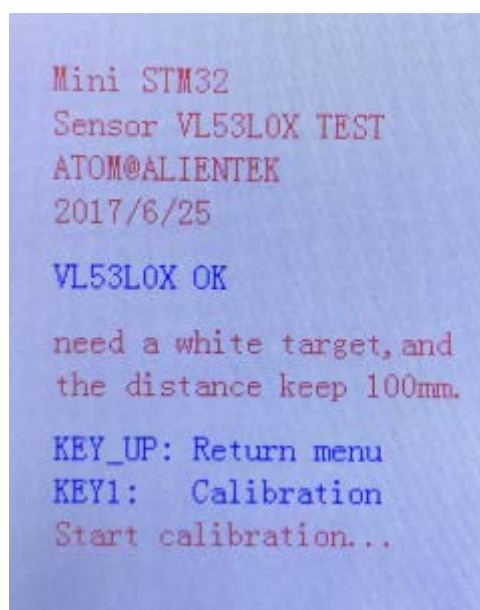 Mini STM32
Sensor VL53L0X TEST
ATOM@ALIENTEK
2017/6/25
VL53L0X OK
need a white target,and
the distance keep 100mm.
KEY_UP: Return menu
KEY1: Calibration
Start calibration...